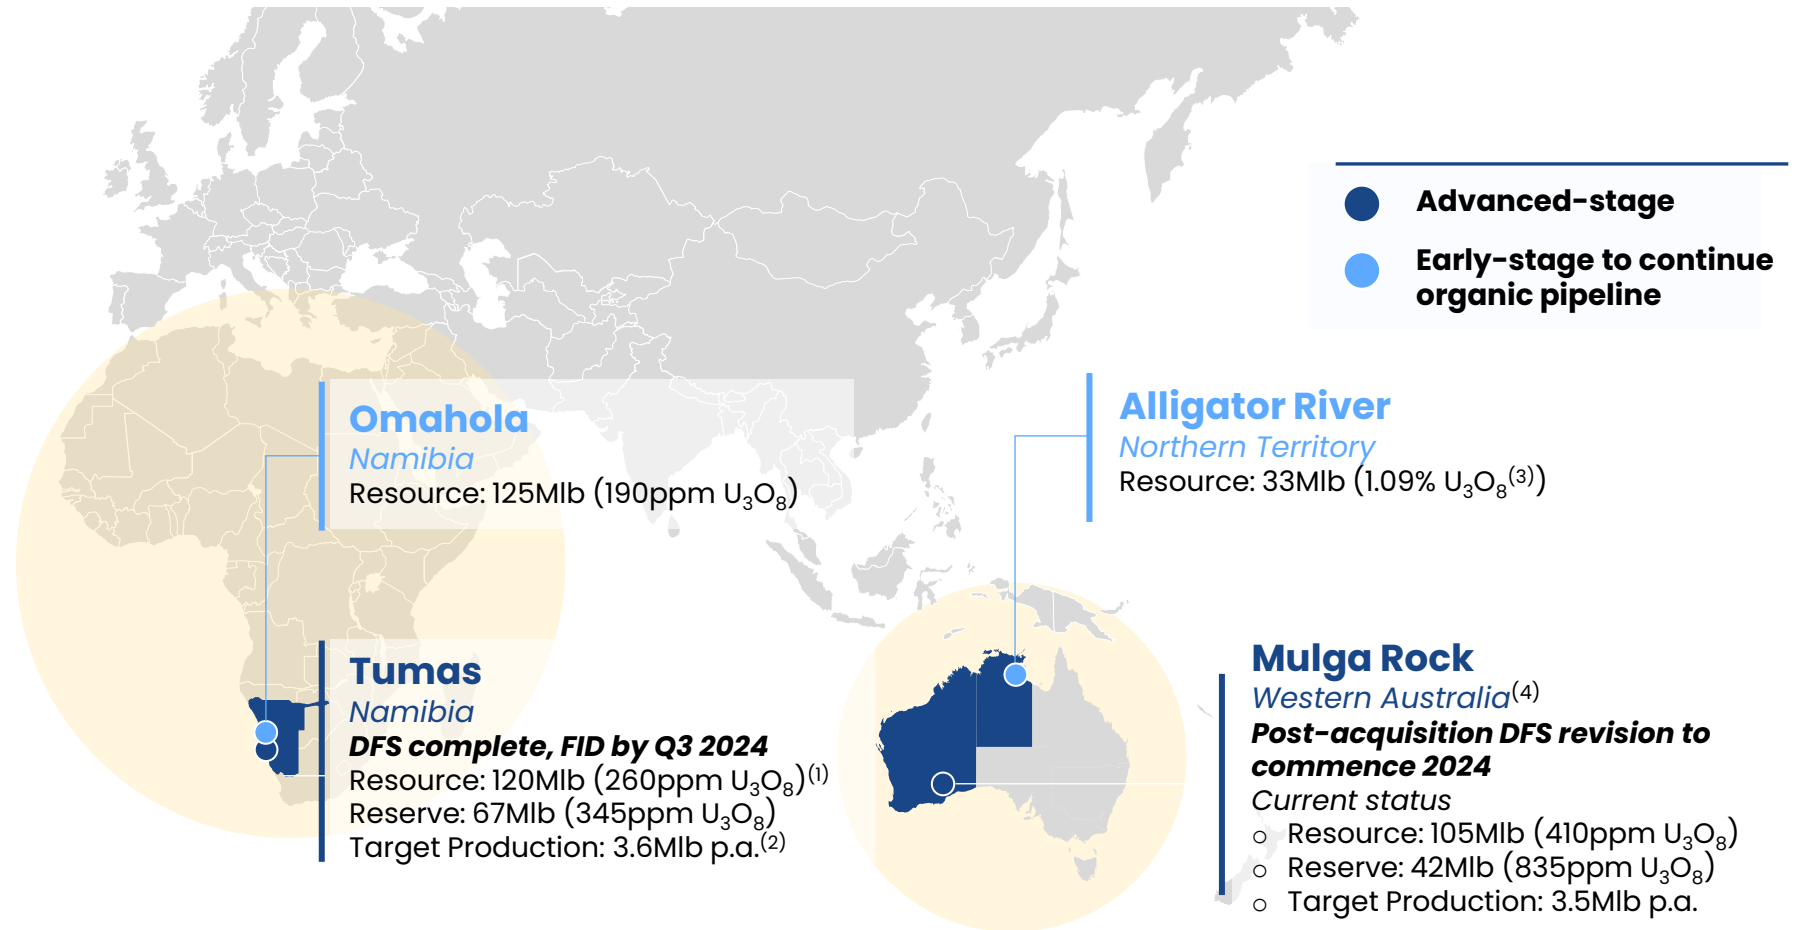 Advanced-stage
Early-stage to continue
organic pipeline
Omahola
Namibia
Resource: 125Mlb (190ppm U₃O₈)
Alligator River
Northern Territory
Resource: 33Mlb (1.09% U₃O₈⁽³⁾)
Tumas
Namibia
DFS complete, FID by Q3 2024
Resource: 120Mlb (260ppm U₃O₈)⁽¹⁾
Reserve: 67Mlb (345ppm U₃O₈)
Target Production: 3.6Mlb p.a.⁽²⁾
Mulga Rock
Western Australia⁽⁴⁾
Post-acquisition DFS revision to
commence 2024
Current status
○ Resource: 105Mlb (410ppm U₃O₈)
○ Reserve: 42Mlb (835ppm U₃O₈)
○ Target Production: 3.5Mlb p.a.